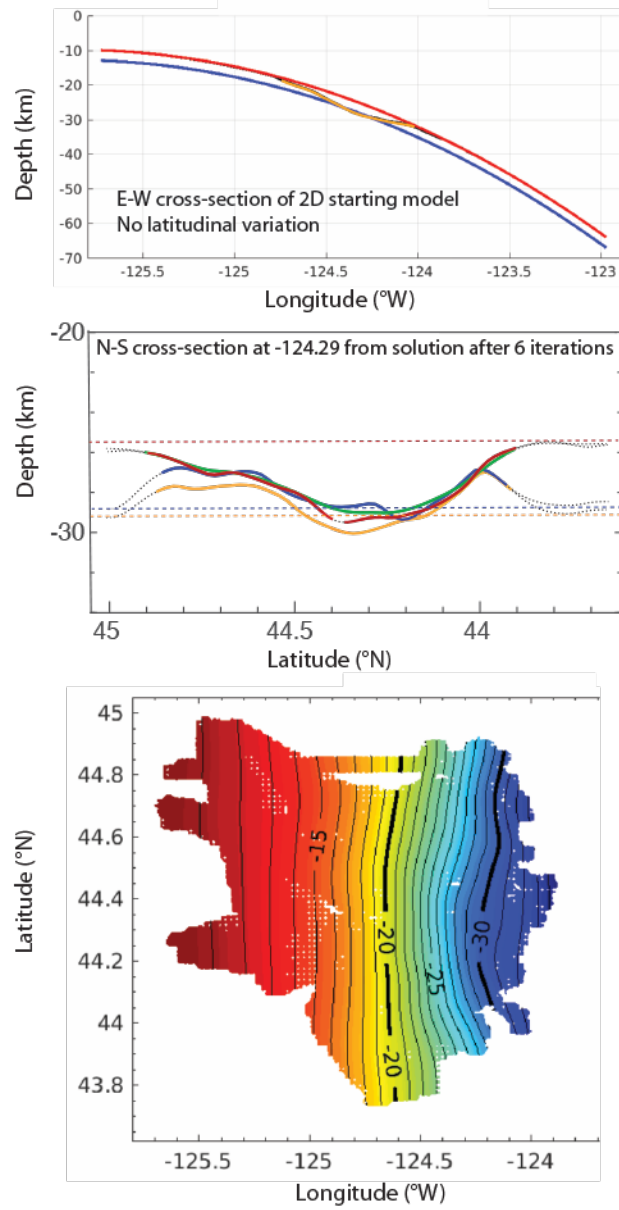 0
-10
-20
-30
-40
-50
-60
-70
Depth (km)
E-W cross-section of 2D starting model
No latitudinal variation
-125.5 -125 -124.5 -124 -123.5 -123
Longitude (°W)
-20
-30
Depth (km)
N-S cross-section at -124.29 from solution after 6 iterations
45 44.5 44
Latitude (°N)
45
44.8
44.6
44.4
44.2
44
43.8
Latitude (°N)
-15
-20
-30
-25
-20
-125.5 -125 -124.5 -124
Longitude (°W)